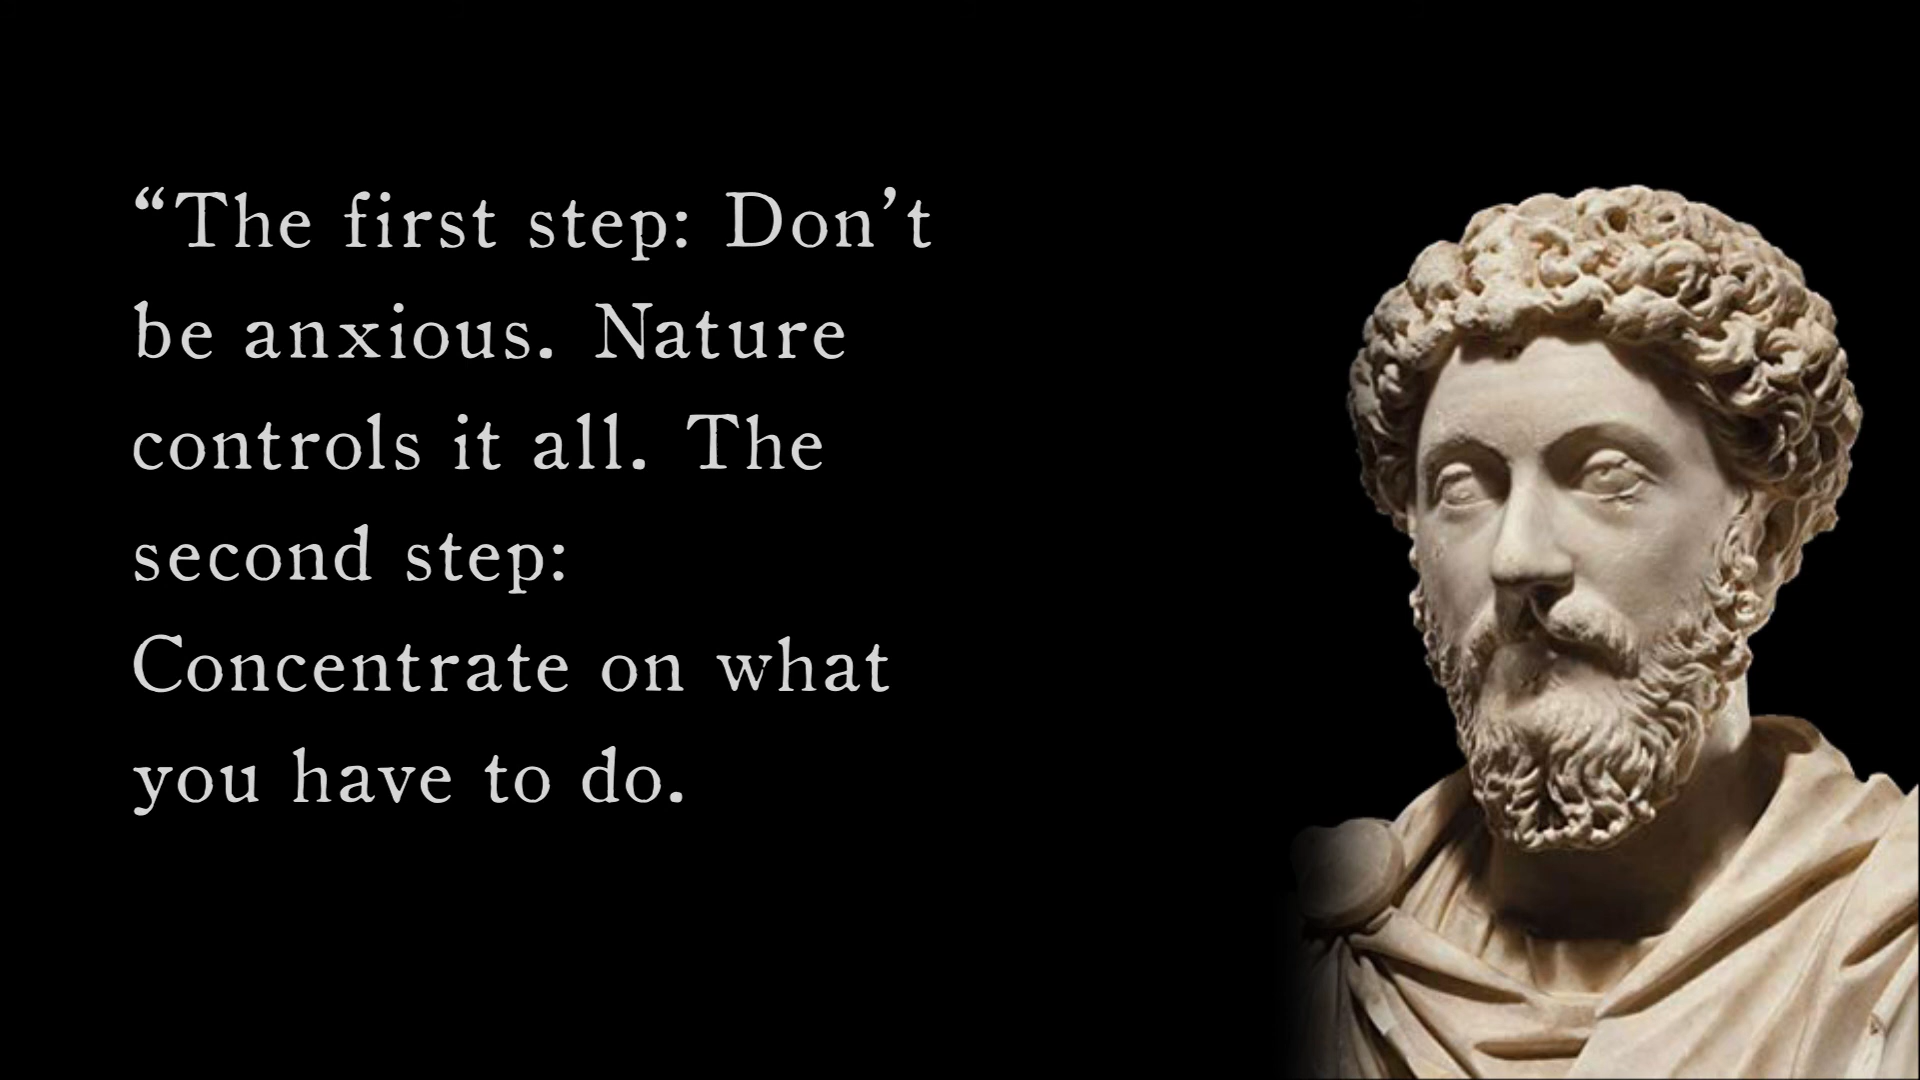 “The first step: Don’t
be anxious. Nature
controls it all. The
second step:
Concentrate on what
you have to do.